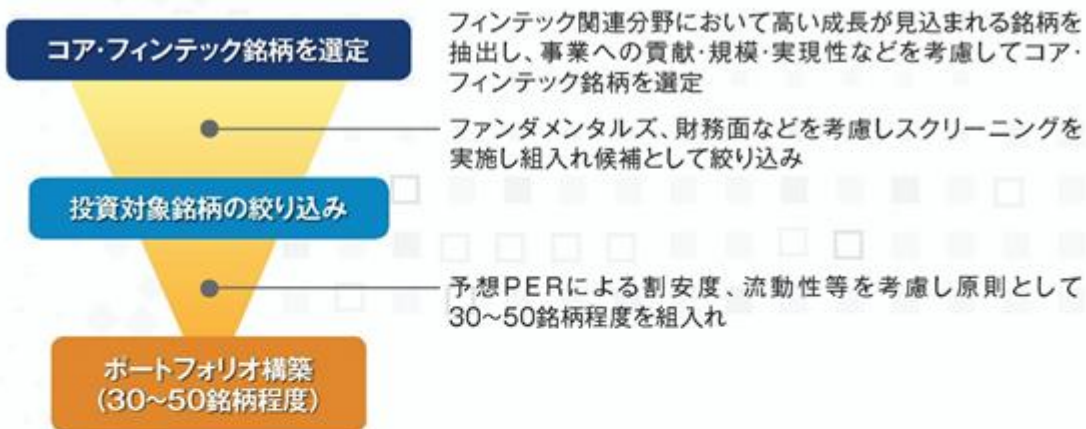 コア･フィンテック銘柄を選定
フィンテック関連分野において高い成長が見込まれる銘柄を
抽出し、事業への貢献･規模･実現性などを考慮してコア･
フィンテック銘柄を選定
ファンダメンタルズ、財務面などを考慮しスクリーニングを
実施し組入れ候補として絞り込み
投資対象銘柄の絞り込み
予想PERによる割安度、流動性等を考慮し原則として
30～50銘柄程度を組入れ
ポートフォリオ構築
(30～50銘柄程度)